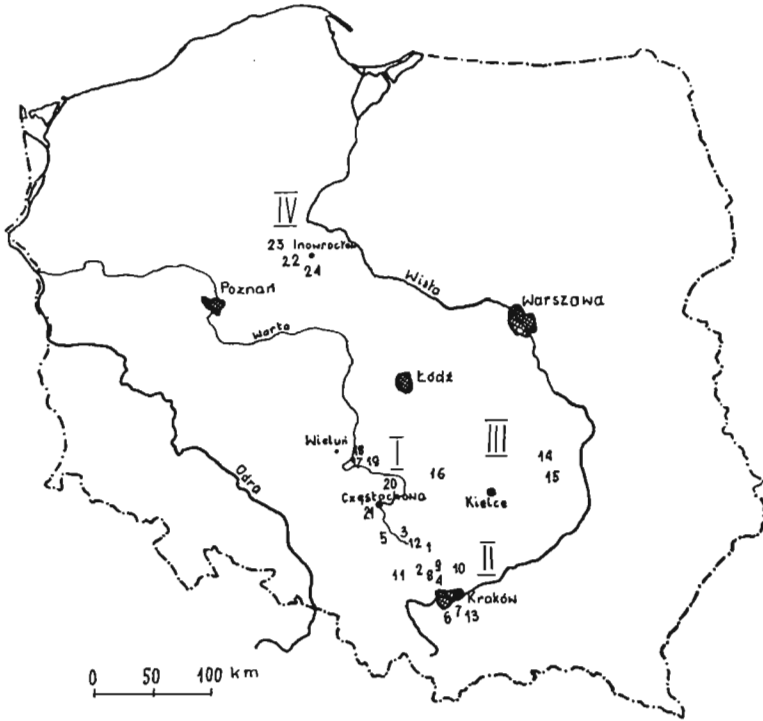 IV
23 Inowrocław
22
24
Wisła
Poznań
Warszawa
Warta
Łódź
Wieluń
18
17 19
I
III
14
16
15
20
Częstochowa
Kielce
21
Odra
3
5
12 1
II
9
2
10
11
8
4
Kraków
6
7
13
0 50 100 km